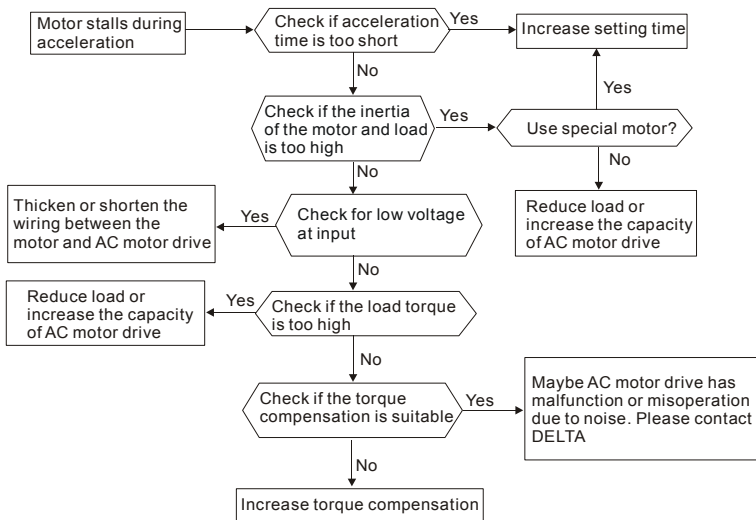 Motor stalls during
acceleration
Check if acceleration
time is too short
Yes
Increase setting time
No
Yes
Check if the inertia
of the motor and load
is too high
Yes
Use special motor?
No
No
Thicken or shorten the
wiring between the
motor and AC motor drive
Yes
Check for low voltage
at input
Reduce load or
increase the capacity
of AC motor drive
No
Reduce load or
increase the capacity
of AC motor drive
Yes
Check if the load torque
is too high
No
Check if the torque
compensation is suitable
Yes
Maybe AC motor drive has
malfunction or misoperation
due to noise. Please contact
DELTA
No
Increase torque compensation